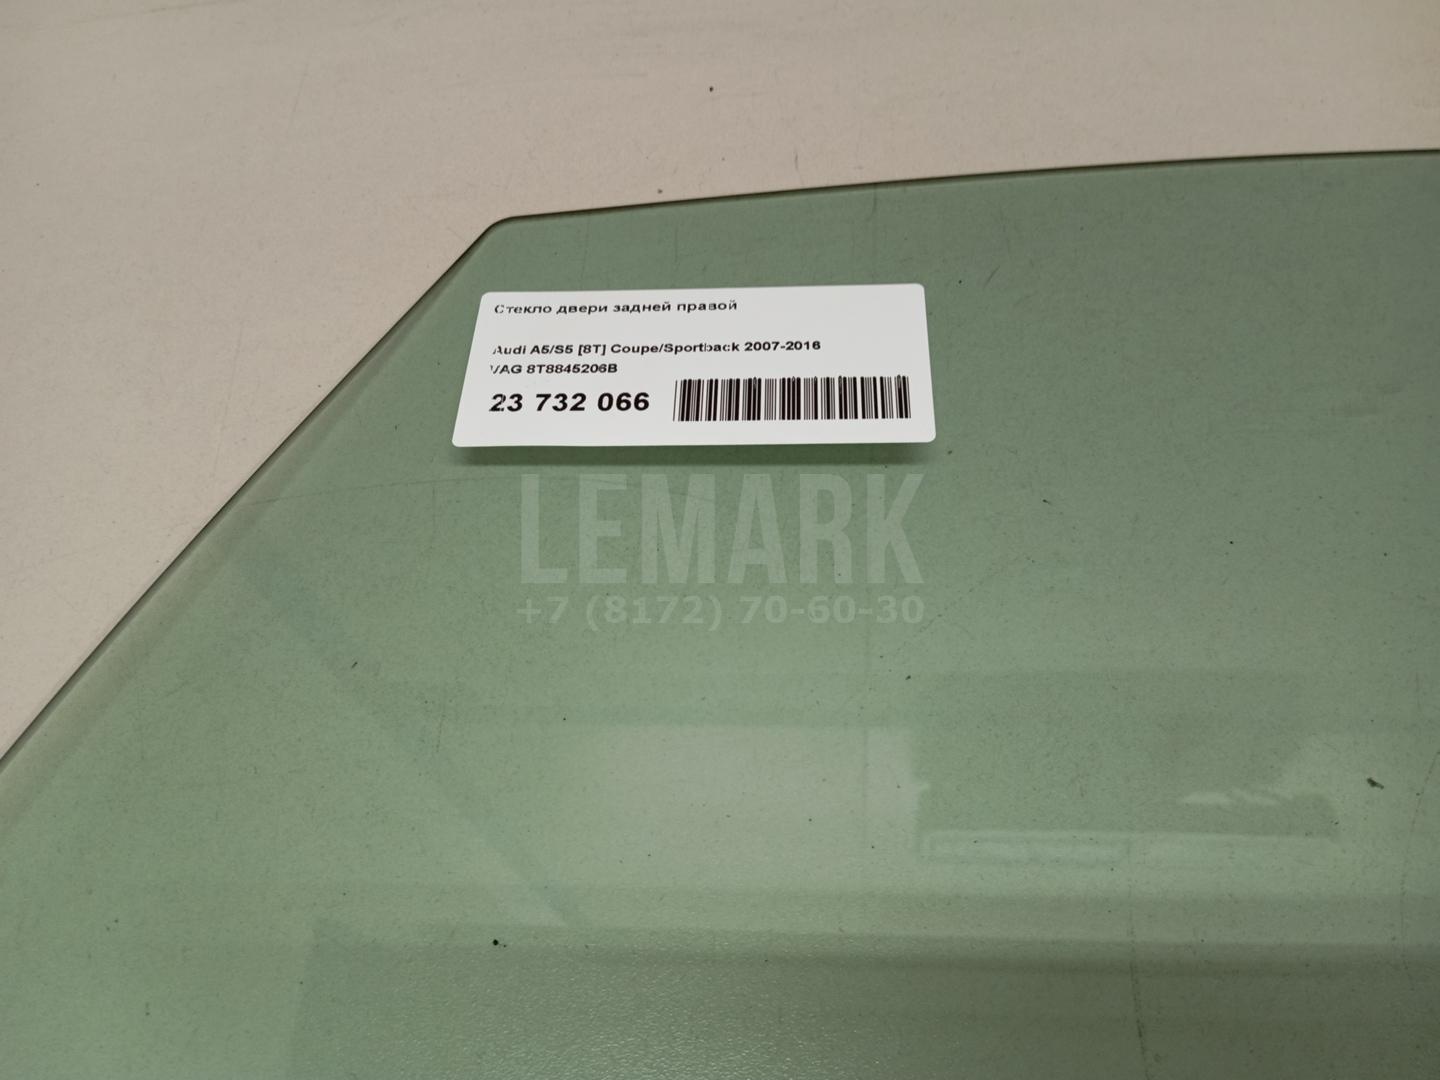 Стекло двери задней правой
Audi A5/S5 [8T] Coupe/Sportback 2007-2016
VAG 8T8845206B
23 732 066
LEMARK
+7 (8172) 70-60-30